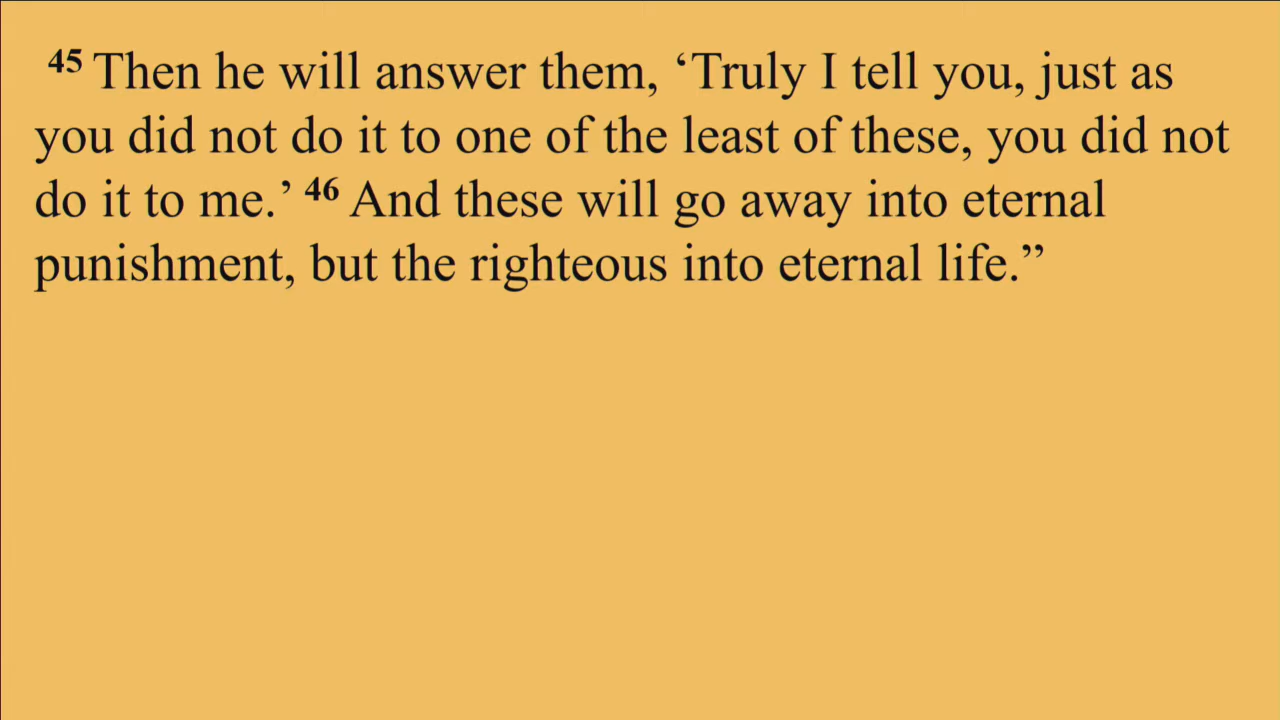 45 Then he will answer them, ‘Truly I tell you, just as
you did not do it to one of the least of these, you did not
do it to me.’ 46 And these will go away into eternal
punishment, but the righteous into eternal life.”